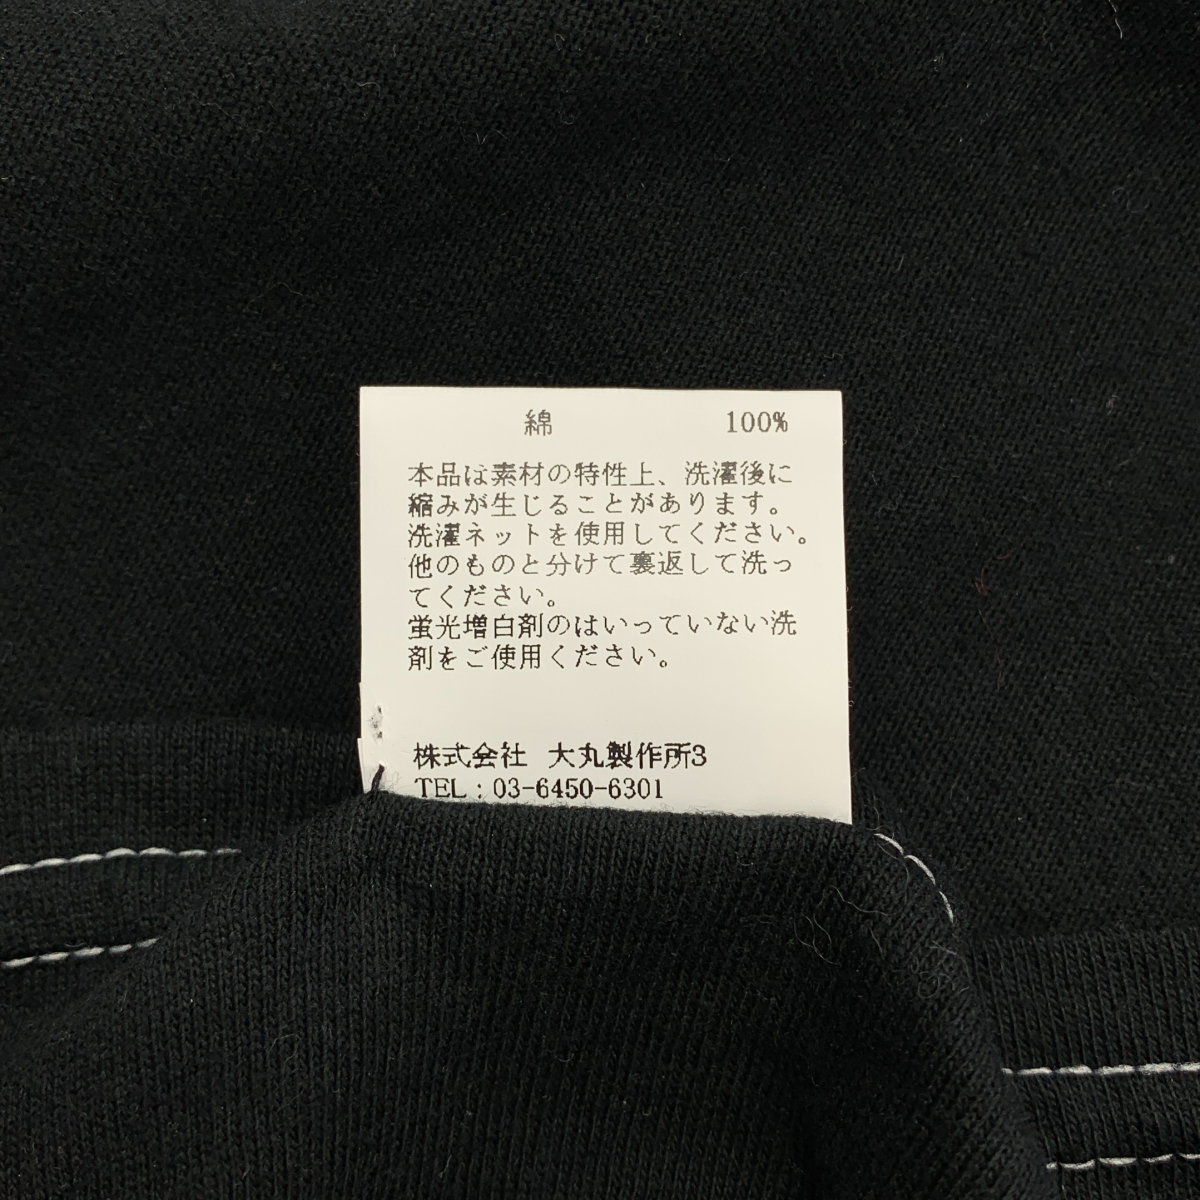 綿 100%
本品は素材の特性上、洗濯後に
縮みが生じることがあります。
洗濯ネットを使用してください。
他のものと分けて裏返して洗っ
てください。
蛍光増白剤のはいっていない洗
剤をご使用ください。
株式会社 大丸製作所3
TEL:03-6450-6301